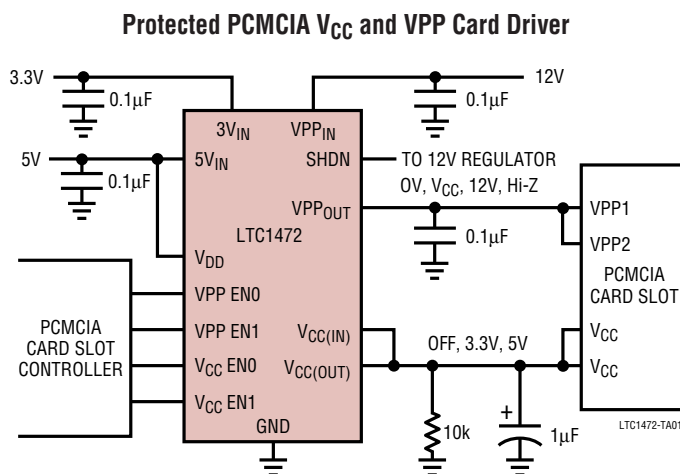 Protected PCMCIA VCC and VPP Card Driver
3.3V
0.1µF
12V
0.1µF
5V
0.1µF
3VIN
VPPIN
5VIN
SHDN
TO 12V REGULATOR
0V, VCC, 12V, Hi-Z
VPPOUT
LTC1472
0.1µF
VPP1
VPP2
VDD
PCMCIA
CARD SLOT
VPP EN0
VPP EN1
VCC EN0
VCC EN1
PCMCIA
CARD SLOT
CONTROLLER
VCC(IN)
VCC(OUT)
OFF, 3.3V, 5V
VCC
VCC
GND
10k
+
1µF
LTC1472-TA01